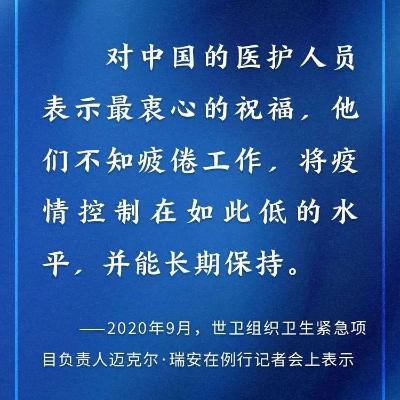 对中国的医护人员
表示最衷心的祝福，他
们不知疲倦工作，将疫
情控制在如此低的水
平，并能长期保持。
——2020年9月，世卫组织卫生紧急项
目负责人迈克尔·瑞安在例行记者会上表示